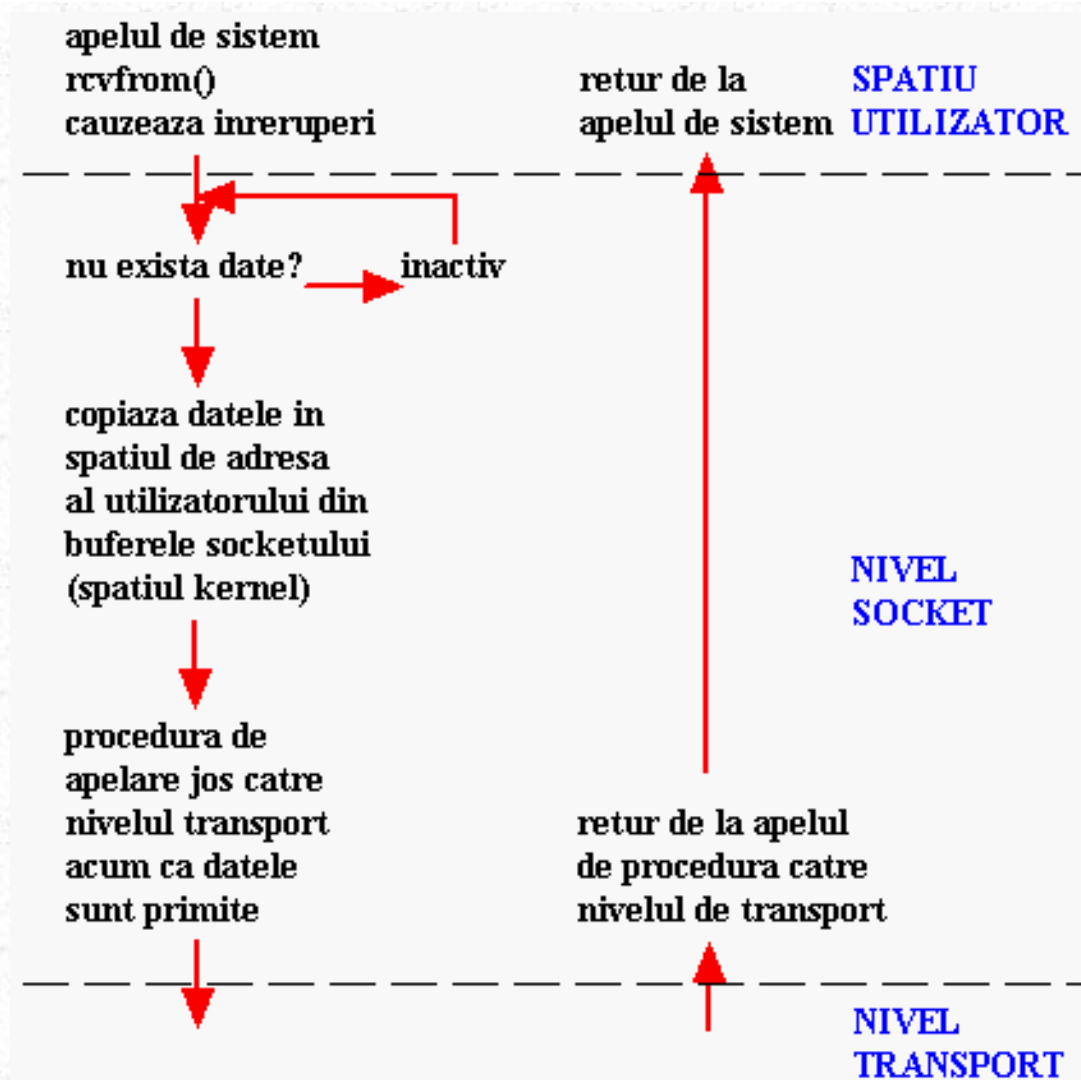 apelul de sistem
rcvfrom()
cauzeaza inreruperi
retur de la
apelul de sistem
SPATIU
UTILIZATOR
nu exista date?
inactiv
copiaza datele in
spatiul de adresa
al utilizatorului din
buferele socketului
(spatiul kernel)
NIVEL
SOCKET
procedura de
apelare jos catre
nivelul transport
acum ca datele
sunt primite
retur de la apelul
de procedura catre
nivelul de transport
NIVEL
TRANSPORT